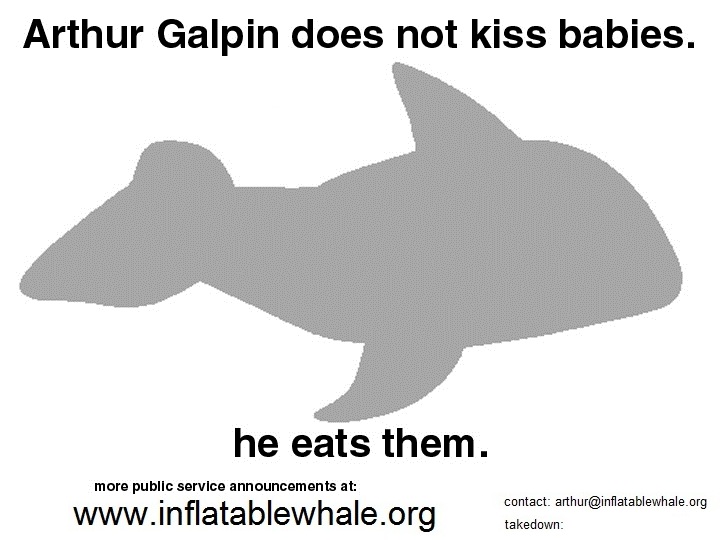 Arthur Galpin does not kiss babies.
he eats them.
more public service announcements at:
www.inflatablewhale.org
contact: arthur@inflatablewhale.org
takedown: